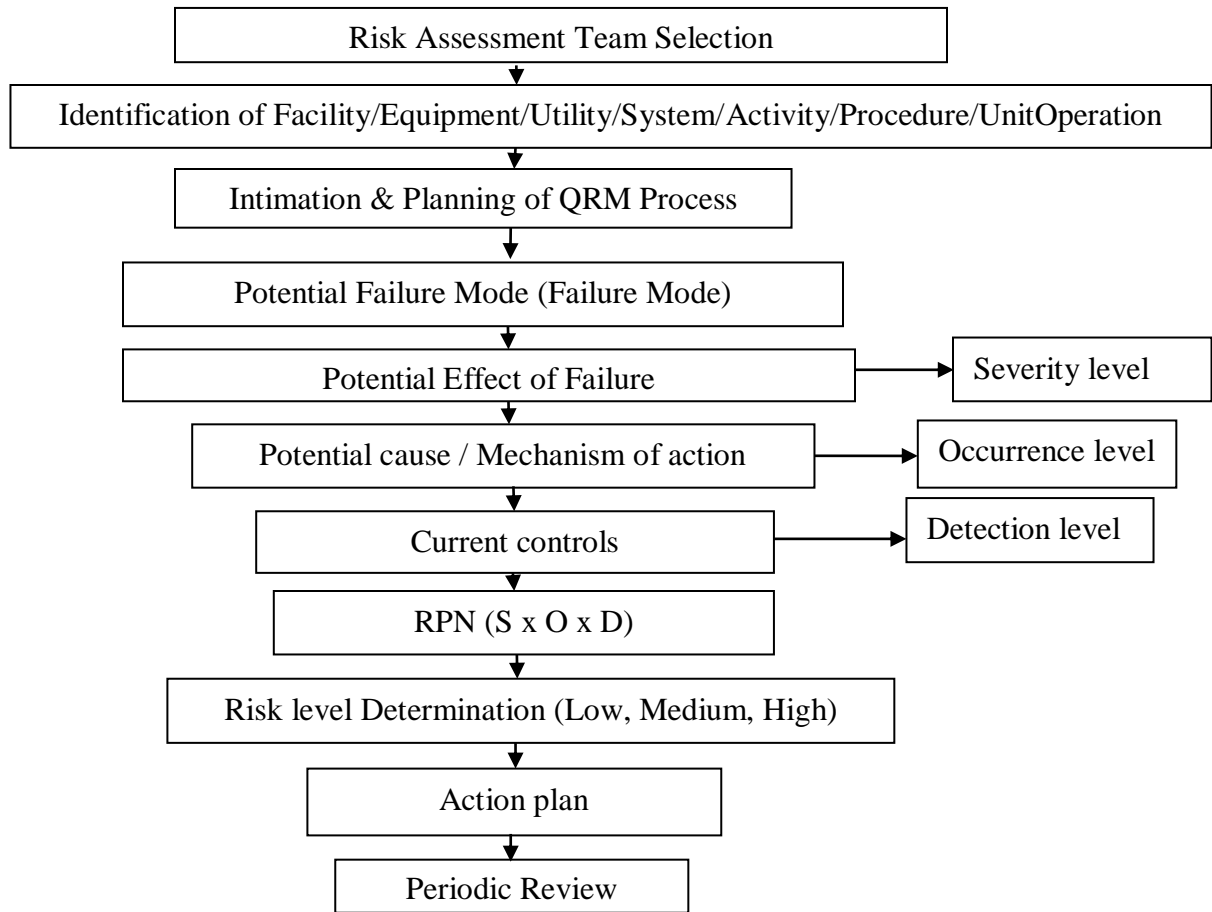 Risk Assessment Team Selection
Identification of Facility/Equipment/Utility/System/Activity/Procedure/UnitOperation
Intimation & Planning of QRM Process
Potential Failure Mode (Failure Mode)
Potential Effect of Failure
Severity level
Potential cause / Mechanism of action
Occurrence level
Current controls
Detection level
RPN (S x O x D)
Risk level Determination (Low, Medium, High)
Action plan
Periodic Review